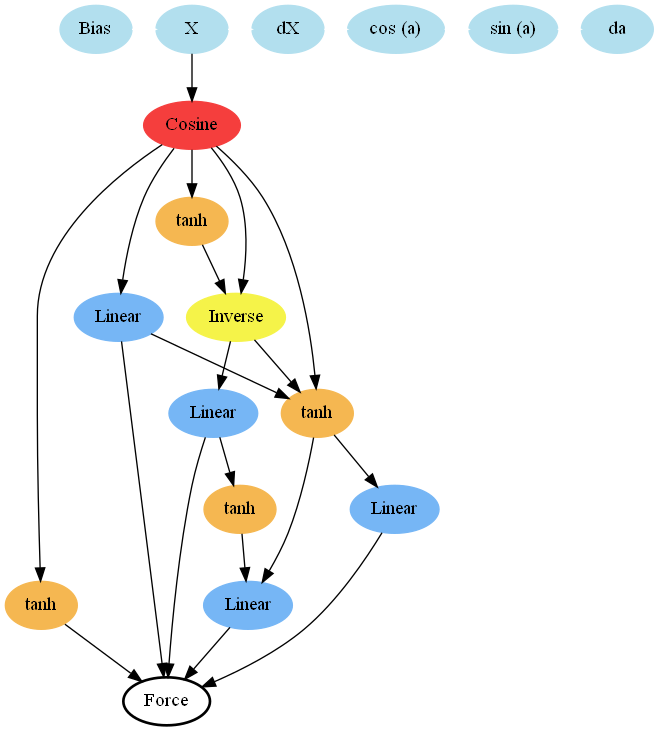 Bias
X
dX
cos (a)
sin (a)
da
Cosine
tanh
Linear
Inverse
Linear
tanh
tanh
Linear
tanh
Linear
Force